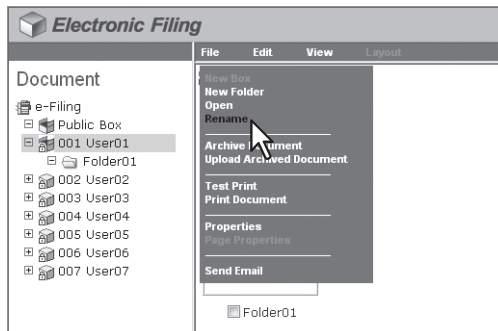 Electronic Filing
File Edit View Layout
Document
e-Filing
Public Box
001 User01
Folder01
002 User02
003 User03
004 User04
005 User05
006 User06
007 User07
New Box
New Folder
Open
Rename
Archive Document
Upload Archived Document
Test Print
Print Document
Properties
Page Properties
Send Email
Folder01